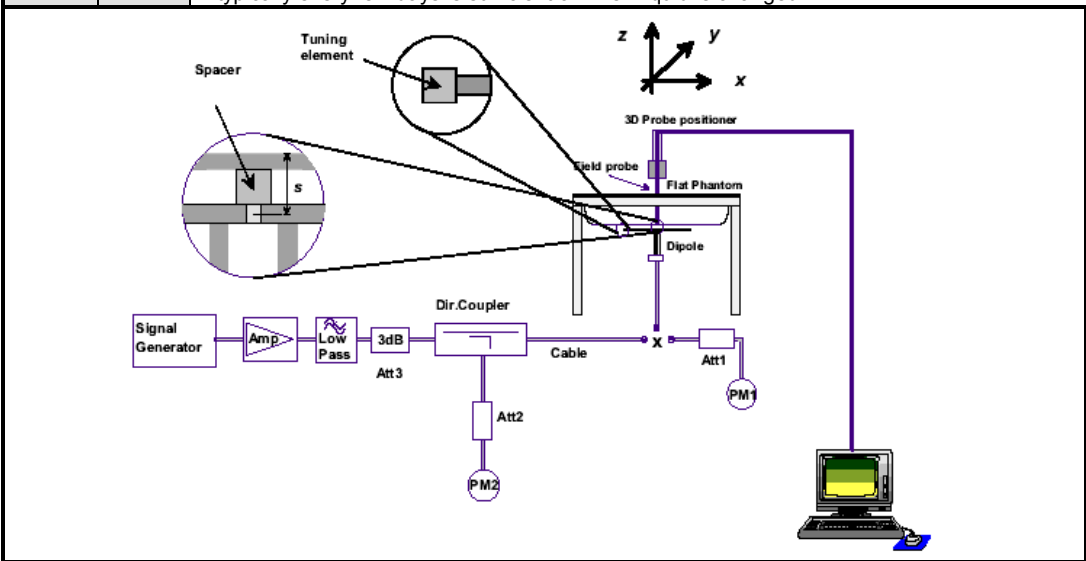 Tuning
element
Spacer
s
z
y
x
3D Probe positioner
Field probe
Flat Phantom
Dipole
Dir.Coupler
Signal
Generator
Amp
Low
Pass
3dB
Att3
Cable
x
Att1
PM1
Att2
PM2